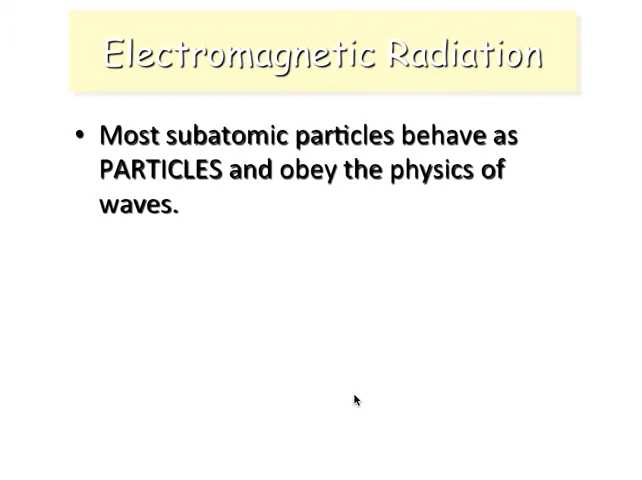 Electromagnetic Radiation
• Most subatomic particles behave as
PARTICLES and obey the physics of
waves.